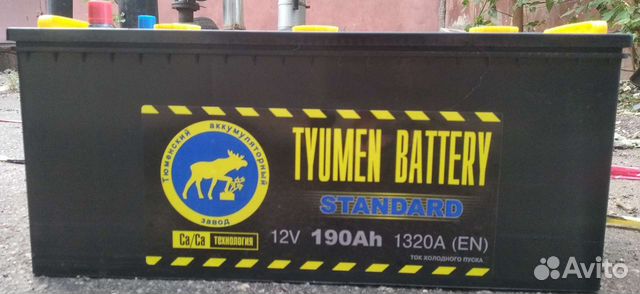 Тюменский аккумуляторный
завод
TYUMEN BATTERY
STANDARD
Ca/Ca технология
12V 190Ah 1320A (EN)
ТОК ХОЛОДНОГО ПУСКА
Avito